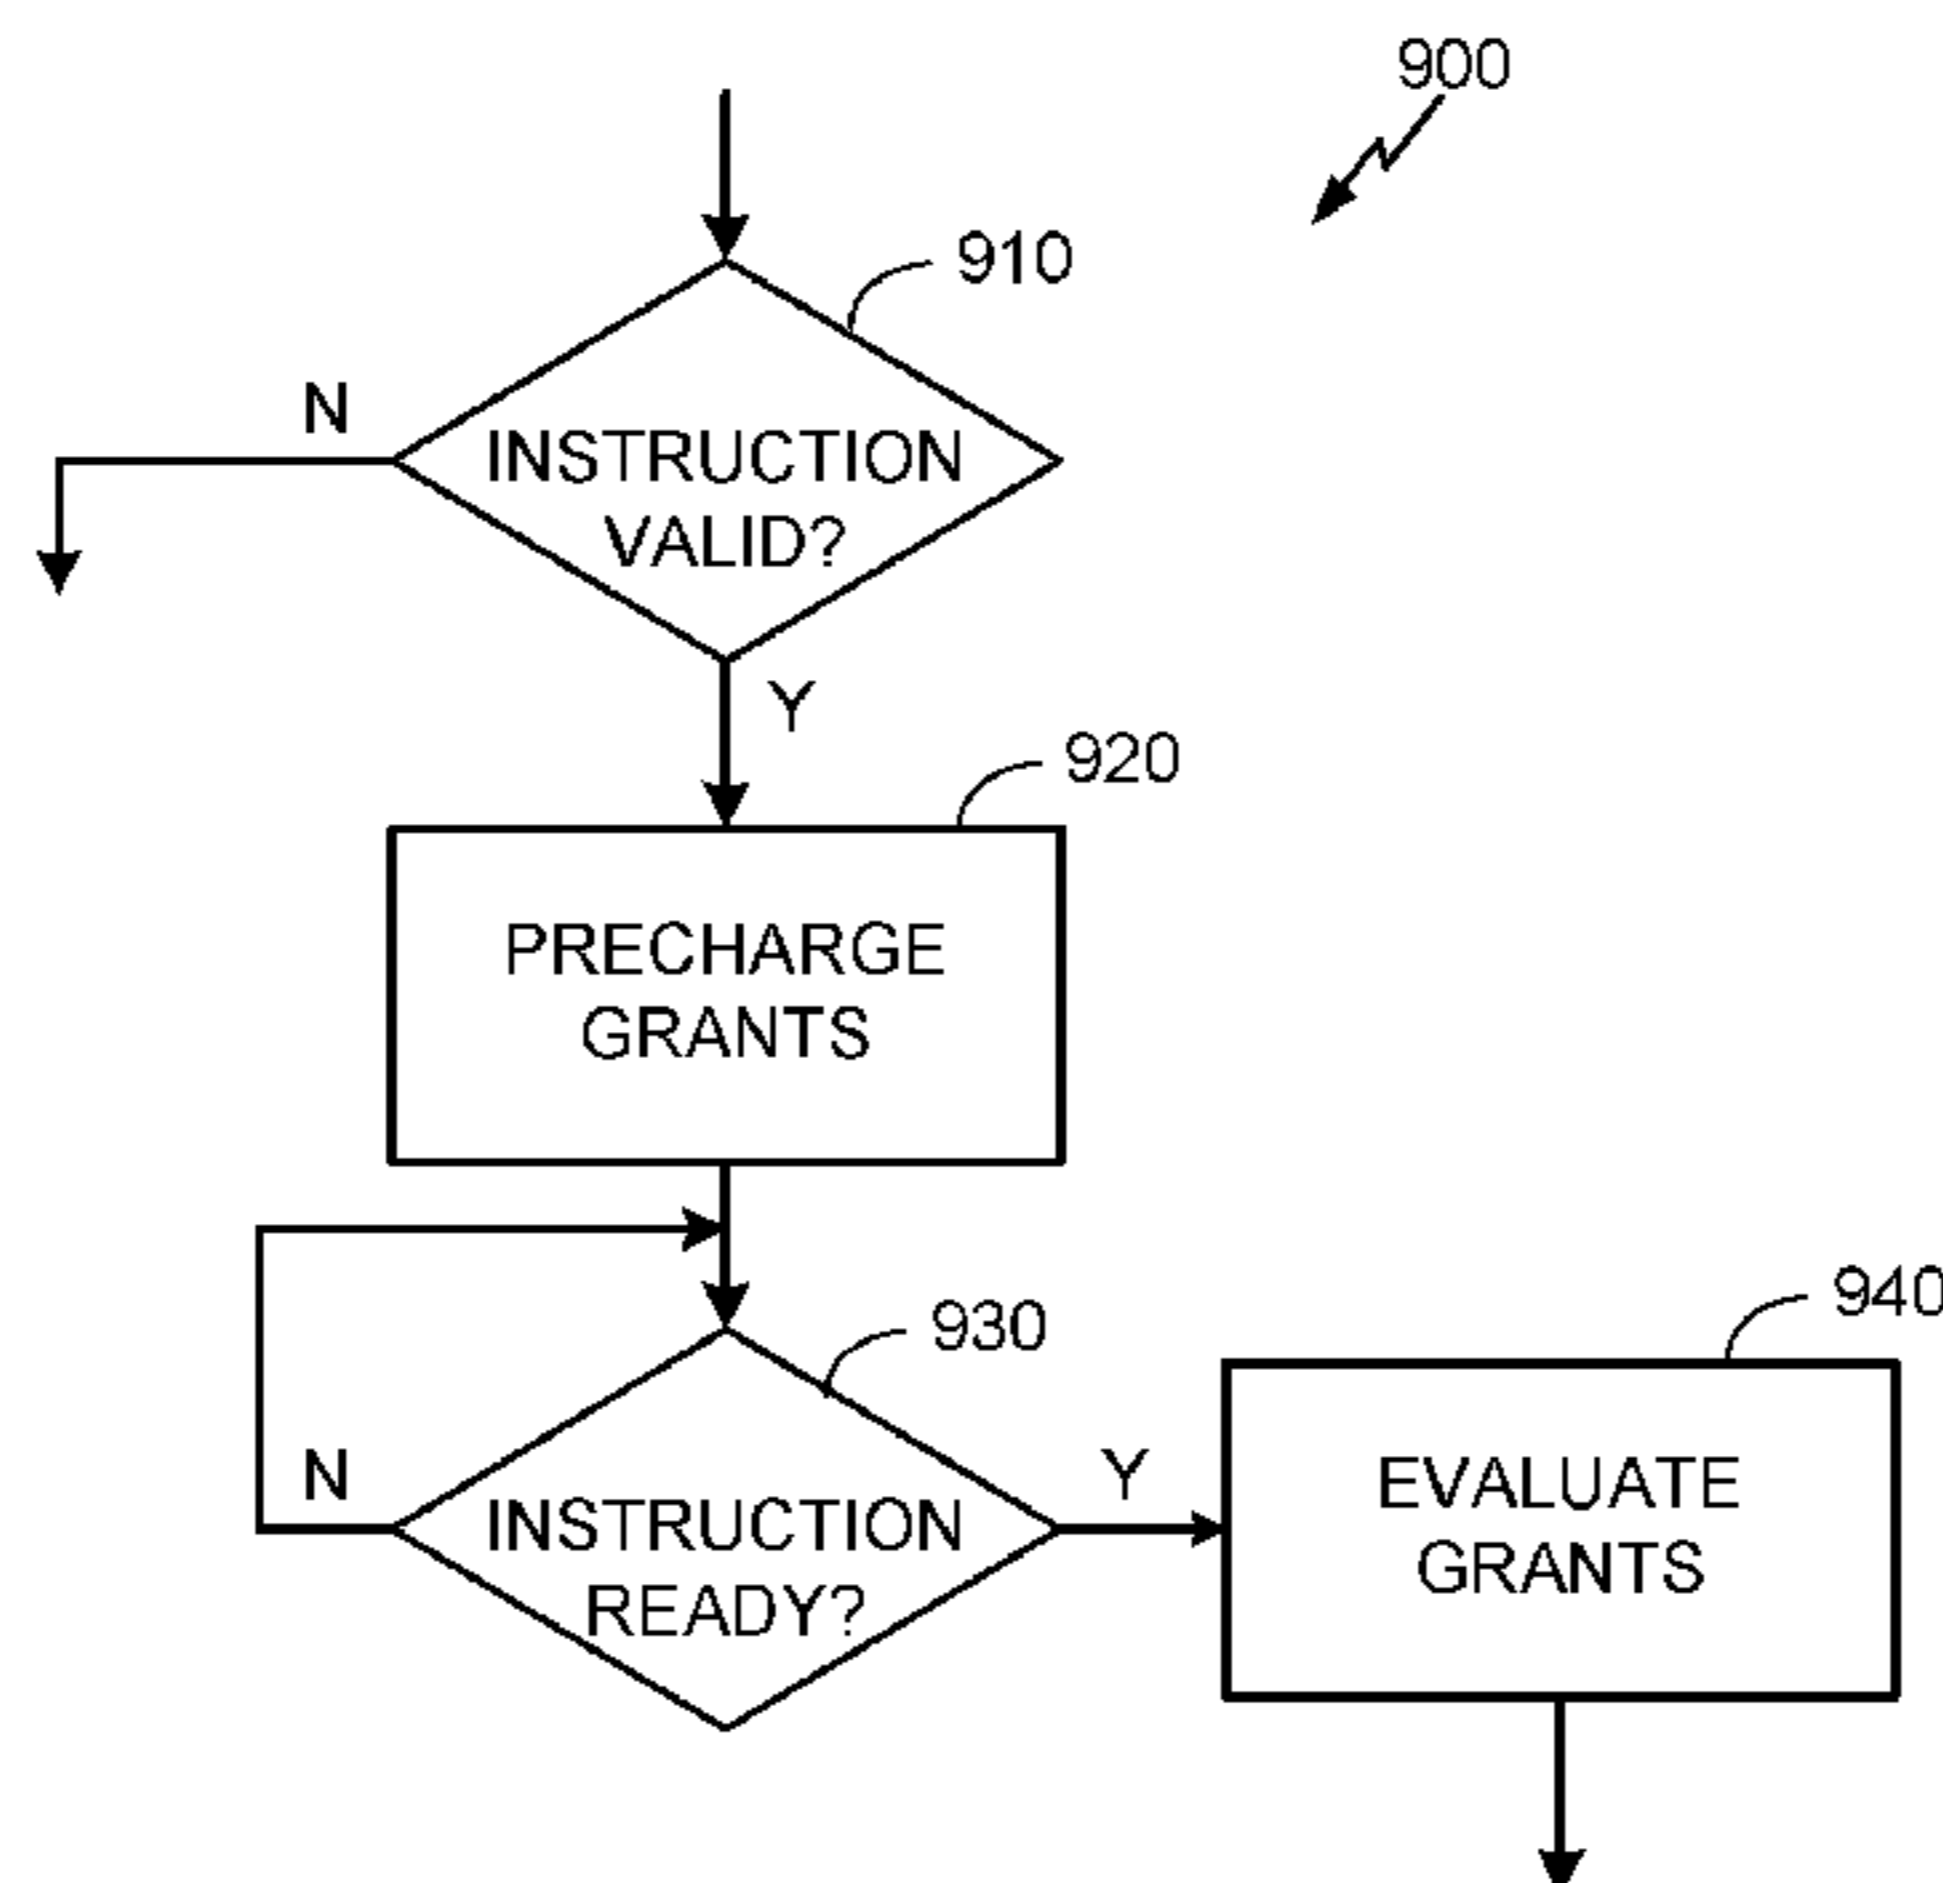 900
910
N
INSTRUCTION
VALID?
Y
920
PRECHARGE
GRANTS
930
940
N
INSTRUCTION
READY?
Y
EVALUATE
GRANTS